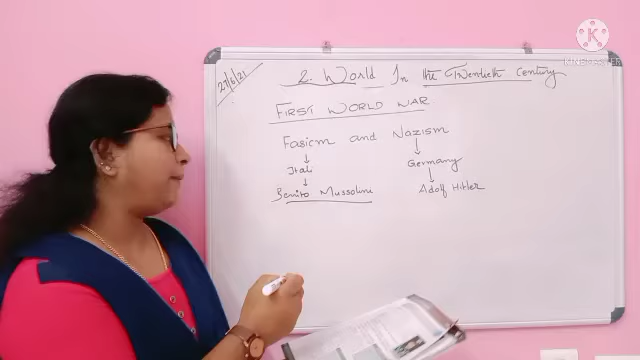 27/6/21
2. World In the Twentieth Century
FIRST WORLD WAR
Fasicm and Nazism
Itali Germany
Benito Mussoline Adolf Hitler
KINEMASTER